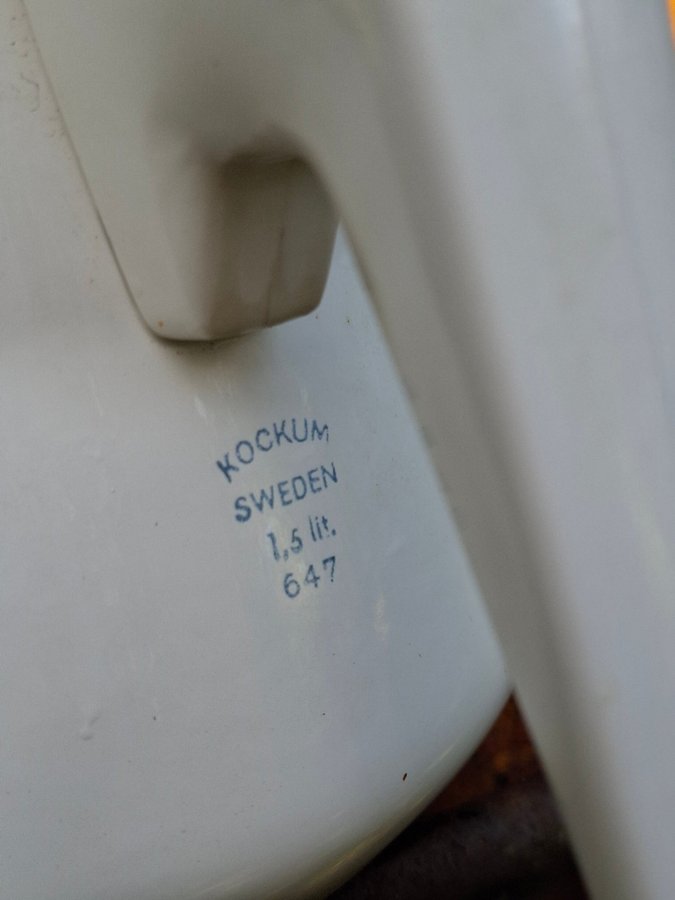 KOCKUM
SWEDEN
1,5 lit.
647